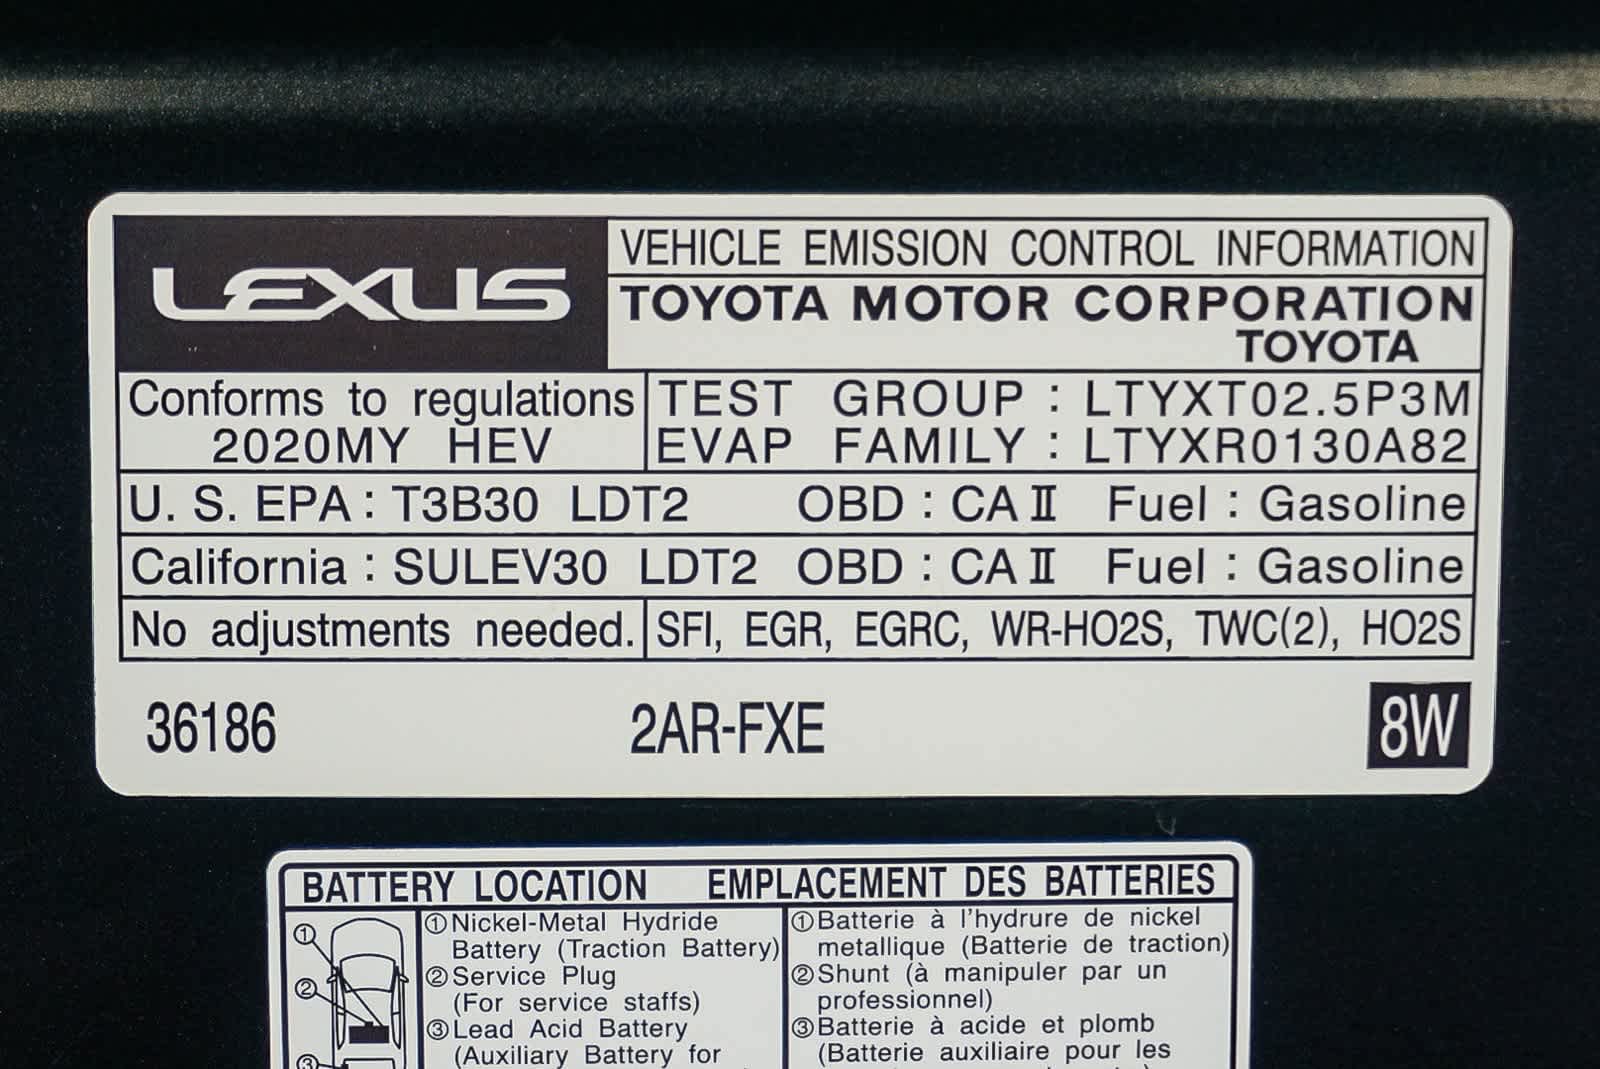 LEXUS
VEHICLE EMISSION CONTROL INFORMATION
TOYOTA MOTOR CORPORATION
TOYOTA
Conforms to regulations
2020MY HEV
TEST GROUP : LTYXT02.5P3M
EVAP FAMILY : LTYXR0130A82
U. S. EPA : T3B30 LDT2 OBD : CA II Fuel : Gasoline
California : SULEV30 LDT2 OBD : CA II Fuel : Gasoline
No adjustments needed.
SFI, EGR, EGRC, WR-HO2S, TWC(2), HO2S
36186
2AR-FXE
8W
BATTERY LOCATION
EMPLACEMENT DES BATTERIES
①
②
③
①Nickel-Metal Hydride
Battery (Traction Battery)
②Service Plug
(For service staffs)
③Lead Acid Battery
(Auxiliary Battery for
①Batterie à l'hydrure de nickel
metallique (Batterie de traction)
②Shunt (à manipuler par un
professionnel)
③Batterie à acide et plomb
(Batterie auxiliaire pour les